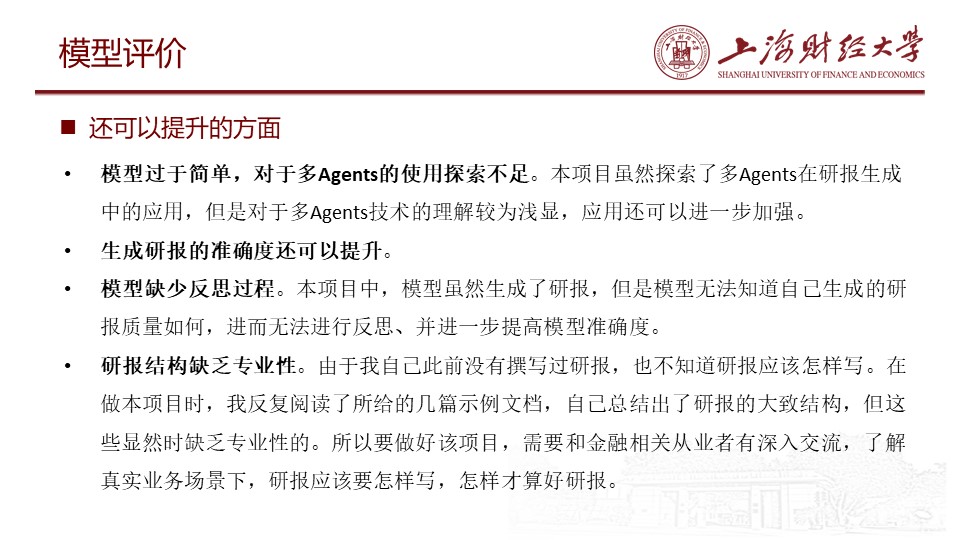 模型评价
上海财经大学
SHANGHAI UNIVERSITY OF FINANCE AND ECONOMICS
1917
还可以提升的方面
• 模型过于简单，对于多Agents的使用探索不足。本项目虽然探索了多Agents在研报生成
中的应用，但是对于多Agents技术的理解较为浅显，应用还可以进一步加强。
• 生成研报的准确度还可以提升。
• 模型缺少反思过程。本项目中，模型虽然生成了研报，但是模型无法知道自己生成的研
报质量如何，进而无法进行反思、并进一步提高模型准确度。
• 研报结构缺乏专业性。由于我自己此前没有撰写过研报，也不知道研报应该怎样写。在
做本项目时，我反复阅读了所给的几篇示例文档，自己总结出了研报的大致结构，但这
些显然时缺乏专业性的。所以要做好该项目，需要和金融相关从业者有深入交流，了解
真实业务场景下，研报应该要怎样写，怎样才算好研报。